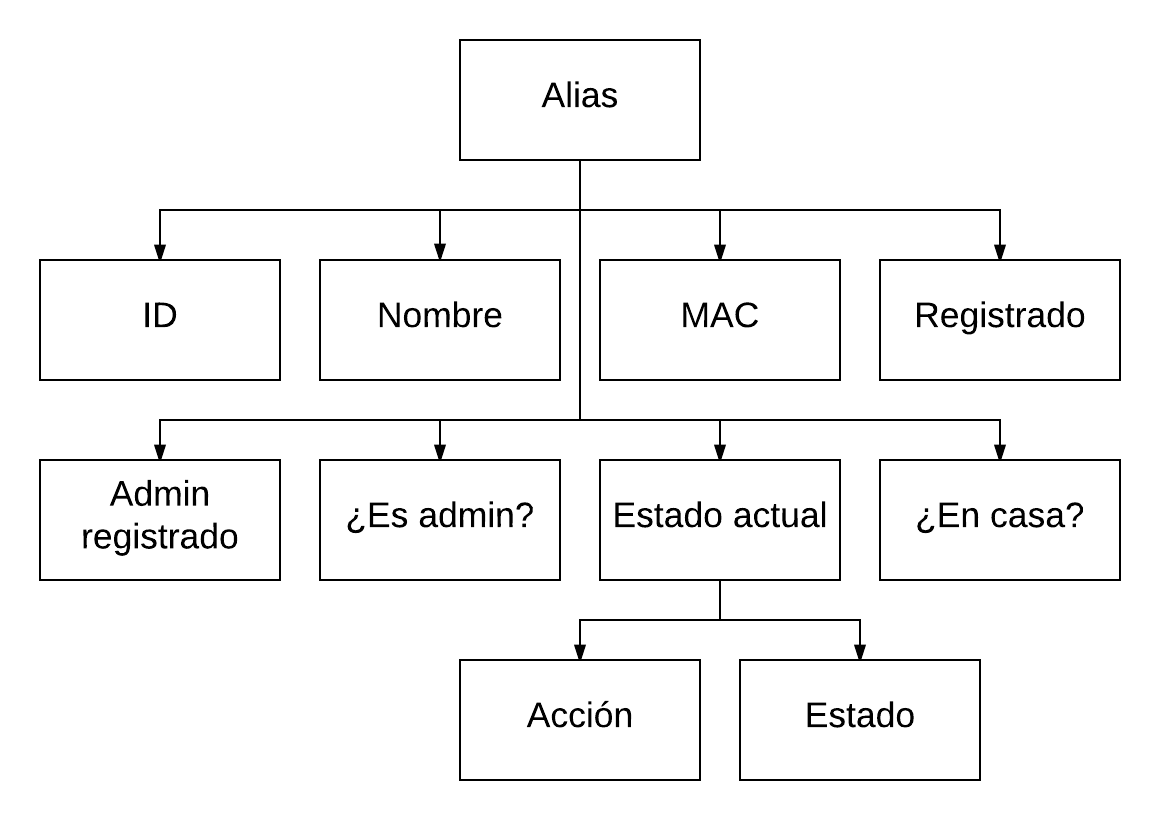 Alias
ID
Nombre
MAC
Registrado
Admin
registrado
¿Es admin?
Estado actual
¿En casa?
Acción
Estado